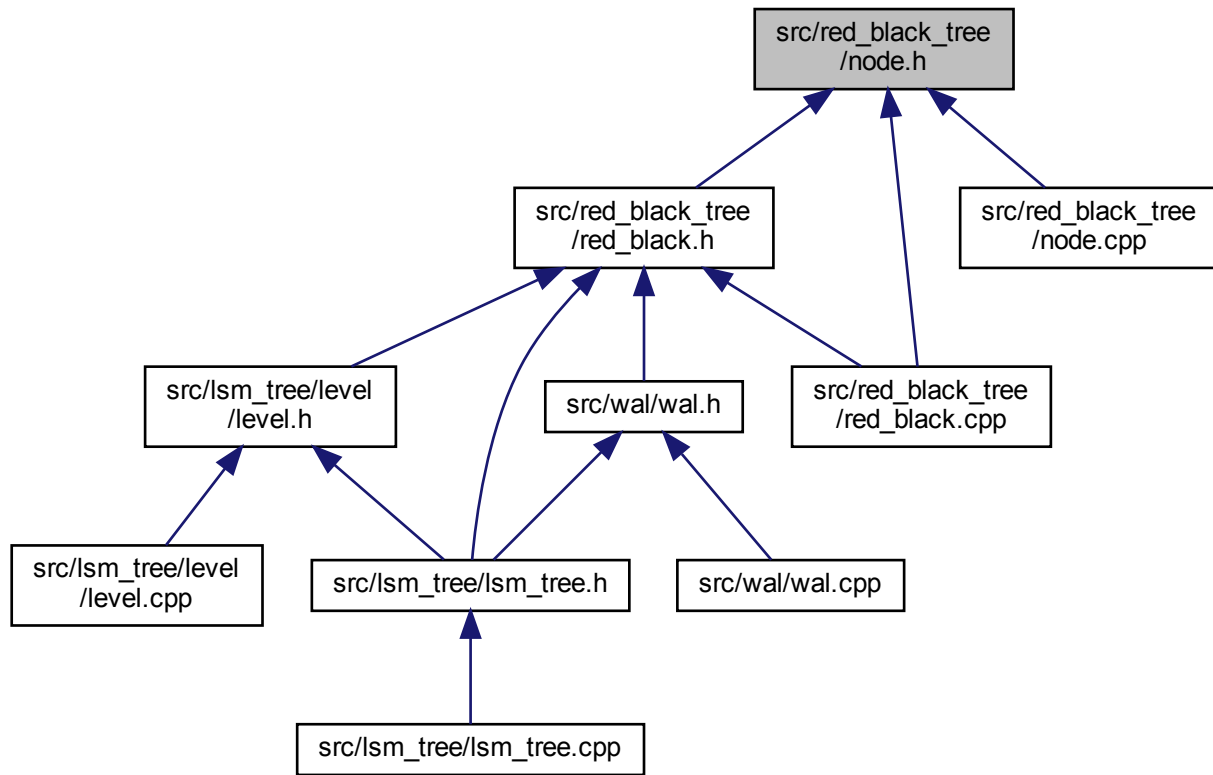 src/red_black_tree
/node.h
src/red_black_tree
/red_black.h
src/red_black_tree
/node.cpp
src/lsm_tree/level
/level.h
src/wal/wal.h
src/red_black_tree
/red_black.cpp
src/lsm_tree/level
/level.cpp
src/lsm_tree/lsm_tree.h
src/wal/wal.cpp
src/lsm_tree/lsm_tree.cpp